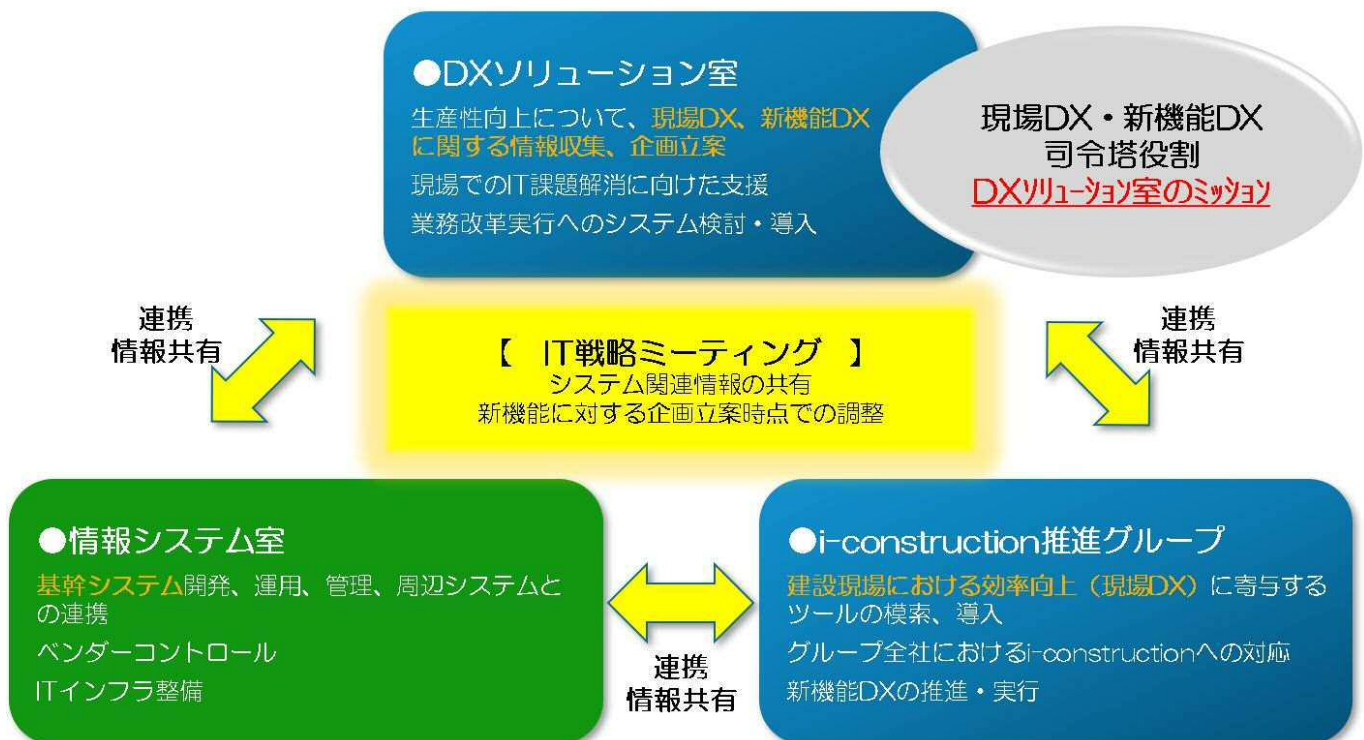 ●DXソリューション室
生産性向上について、現場DX、新機能DX
に関する情報収集、企画立案
現場でのIT課題解消に向けた支援
業務改革実行へのシステム検討・導入
現場DX・新機能DX
司令塔役割
DXソリューション室のミッション
連携
情報共有
【 IT戦略ミーティング 】
システム関連情報の共有
新機能に対する企画立案時点での調整
連携
情報共有
●情報システム室
基幹システム開発、運用、管理、周辺システムと
の連携
ベンダーコントロール
ITインフラ整備
連携
情報共有
●i-construction推進グループ
建設現場における効率向上（現場DX）に寄与する
ツールの模索、導入
グループ全社におけるi-constructionへの対応
新機能DXの推進・実行